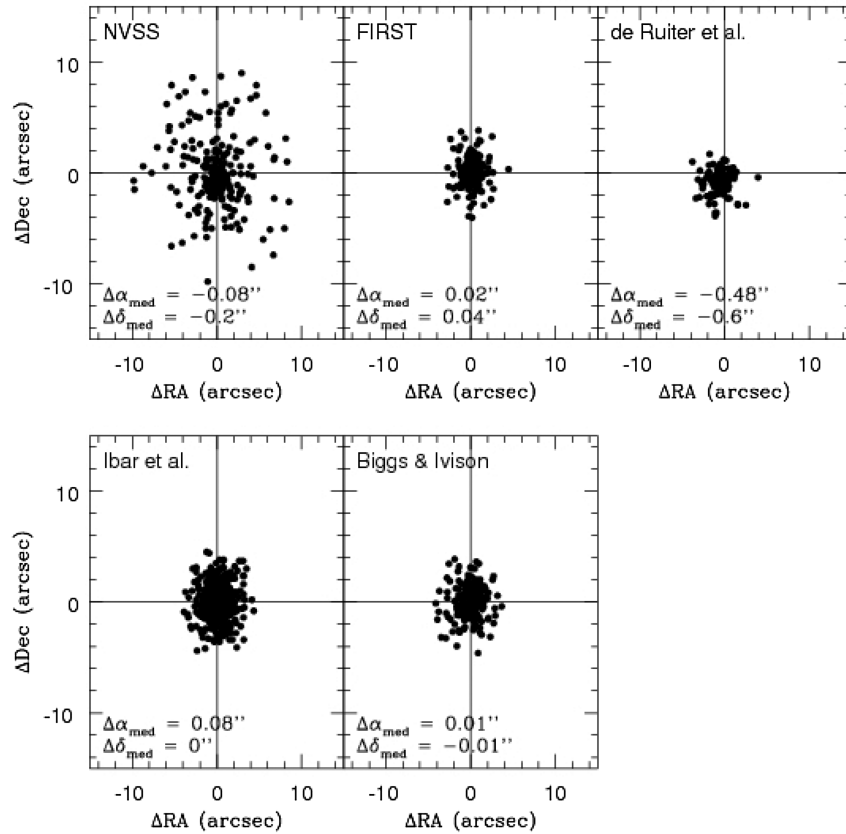 NVSS
FIRST
de Ruiter et al.
10
0
-10
ΔDec (arcsec)
Δα_med = −0.08’’
Δδ_med = −0.2’’
Δα_med = 0.02’’
Δδ_med = 0.04’’
Δα_med = −0.48’’
Δδ_med = −0.6’’
-10 0 10
-10 0 10
-10 0 10
ΔRA (arcsec)
ΔRA (arcsec)
ΔRA (arcsec)
Ibar et al.
Biggs & Ivison
10
0
-10
ΔDec (arcsec)
Δα_med = 0.08’’
Δδ_med = 0’’
Δα_med = 0.01’’
Δδ_med = −0.01’’
-10 0 10
-10 0 10
ΔRA (arcsec)
ΔRA (arcsec)